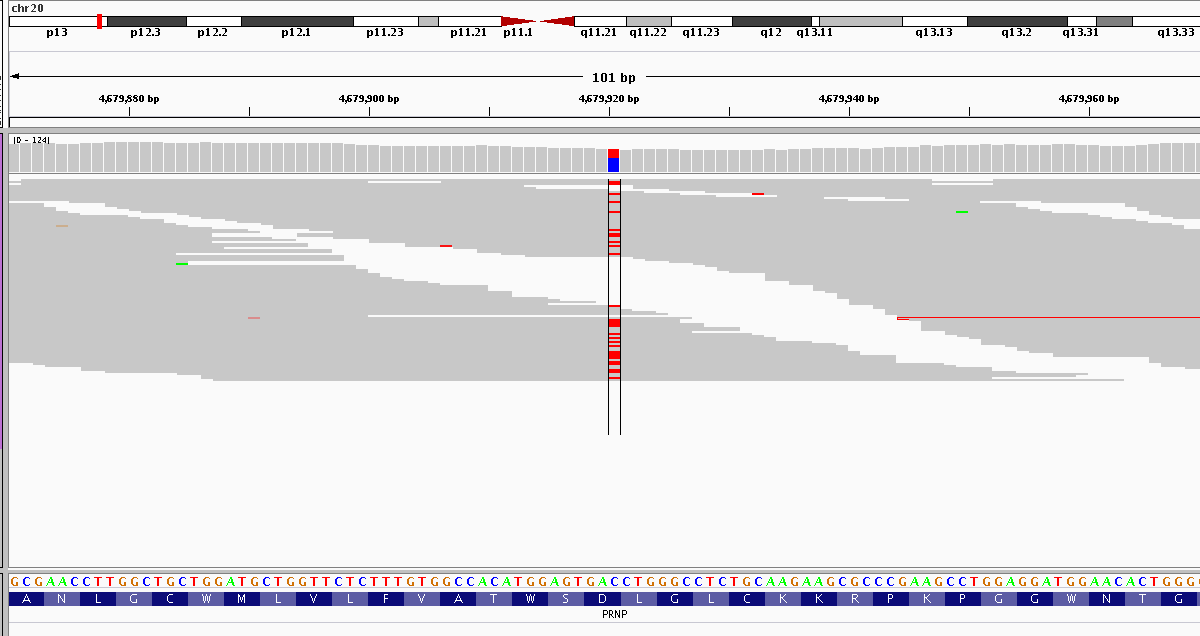 chr20
p13 p12.3 p12.2 p12.1 p11.23 p11.21 p11.1 q11.21 q11.22 q11.23 q12 q13.11 q13.13 q13.2 q13.31 q13.33
101 bp
4,679,880 bp 4,679,900 bp 4,679,920 bp 4,679,940 bp 4,679,960 bp
[0 - 124]
GCGAACCTTGGCTGCTGGATGCTGGTTCTCTTTGTGGCCACATGGAGTGACCTGGGCCTCTGCAAGAAGCGCCCGAAGCCTGGAGGATGGAACACTGGG
A N L G C W M L V L F V A T W S D L G L C K K R P K P G G W N T G
PRNP